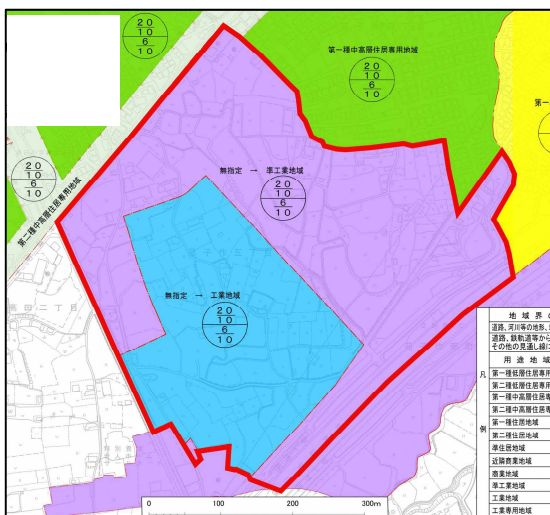 20
10
6
10
第一種中高層住居専用地域
20
10
6
10
第一
20
10
6
10
第二種中高層住居専用地域
無指定 → 準工業地域
20
10
6
10
無指定 → 工業地域
20
10
6
10
高田二丁目
0 100 200 300m
凡
例
地域界の
道路、河川等の地形、
道路、鉄軌道等から
その他の見通し線に
用途地域
第一種低層住居専用
第二種低層住居専用
第一種中高層住居専
第二種中高層住居専
第一種住居地域
第二種住居地域
準住居地域
近隣商業地域
商業地域
準工業地域
工業地域
工業専用地域